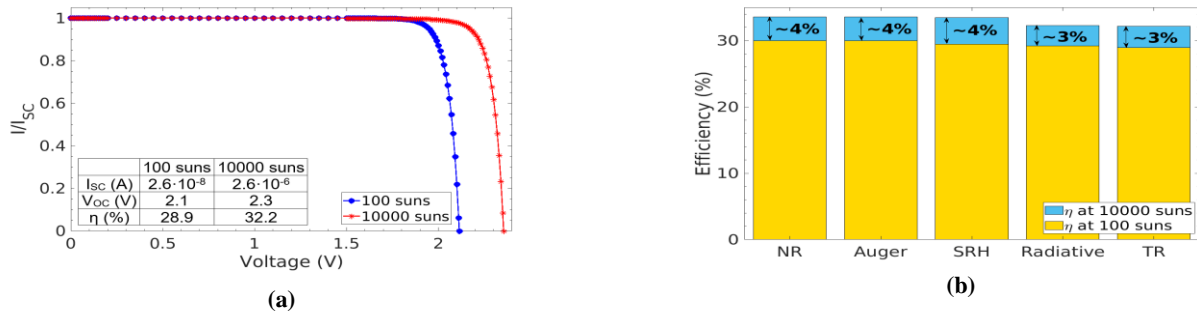 1
0.8
0.6
0.4
0.2
0
I/I_SC
100 suns 10000 suns
I_SC (A) 2.6·10^-8 2.6·10^-6
V_OC (V) 2.1 2.3
η (%) 28.9 32.2
100 suns
10000 suns
0 0.5 1 1.5 2
Voltage (V)
(a)
30
20
10
0
Efficiency (%)
~4% ~4% ~4% ~3% ~3%
η at 10000 suns
η at 100 suns
NR Auger SRH Radiative TR
(b)